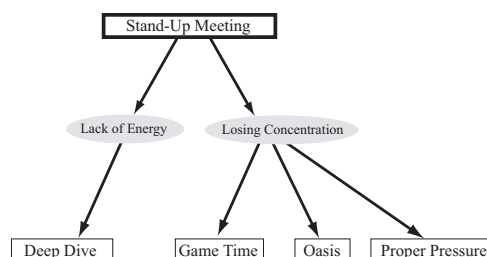 Stand-Up Meeting
Lack of Energy
Losing Concentration
Deep Dive
Game Time
Oasis
Proper Pressure